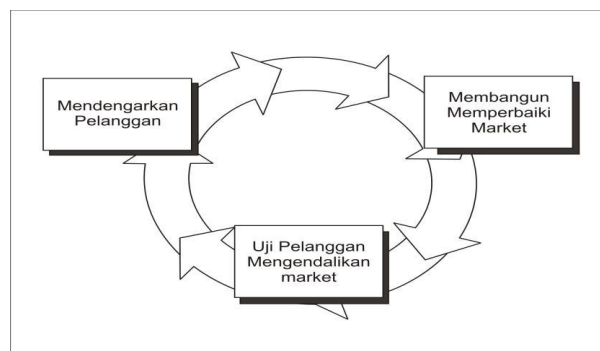 Mendengarkan
Pelanggan
Membangun
Memperbaiki
Market
Uji Pelanggan
Mengendalikan
market